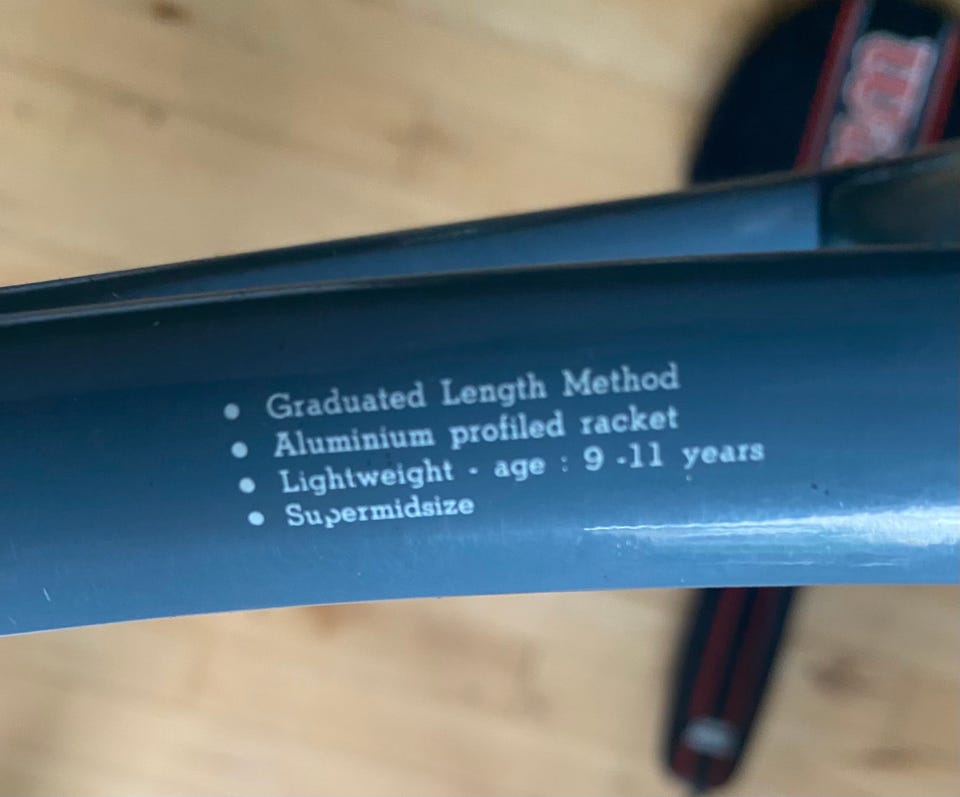 • Graduated Length Method
• Aluminium profiled racket
• Lightweight - age : 9 -11 years
• Supermidsize